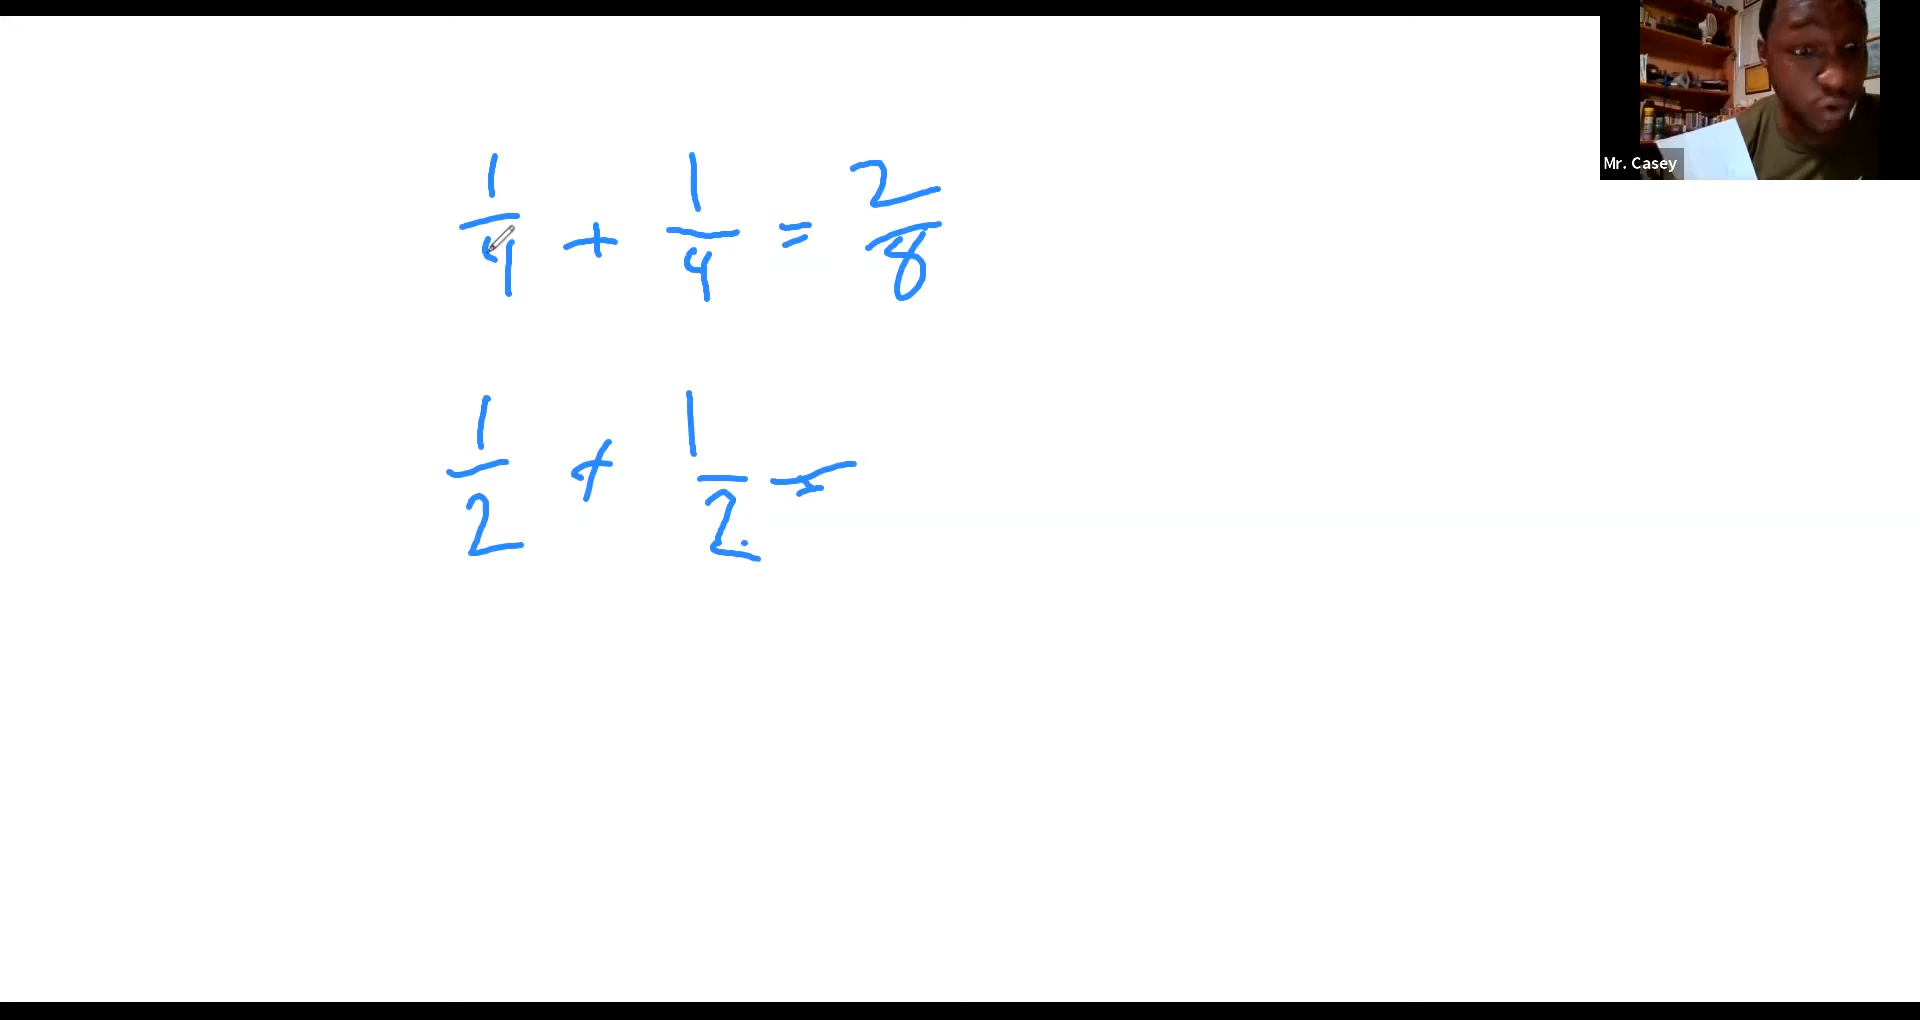 Mr. Casey
1/4 + 1/4 = 2/8
1/2 + 1/2 =